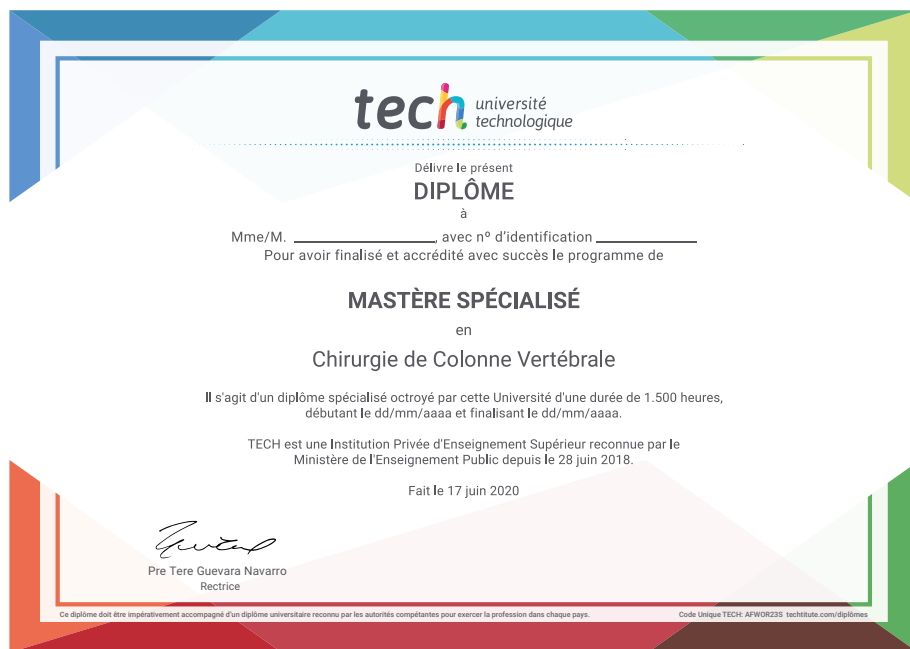 tech université
technologique
Délivre le présent
DIPLÔME
à
Mme/M. , avec nº d'identification
Pour avoir finalisé et accrédité avec succès le programme de
MASTÈRE SPÉCIALISÉ
en
Chirurgie de Colonne Vertébrale
Il s'agit d'un diplôme spécialisé octroyé par cette Université d'une durée de 1.500 heures,
débutant le dd/mm/aaaa et finalisant le dd/mm/aaaa.
TECH est une Institution Privée d'Enseignement Supérieur reconnue par le
Ministère de l'Enseignement Public depuis le 28 juin 2018.
Fait le 17 juin 2020
Pre Tere Guevara Navarro
Rectrice
Ce diplôme doit être impérativement accompagné d'un diplôme universitaire reconnu par les autorités compétantes pour exercer la profession dans chaque pays. Code Unique TECH: AFWOR23S techtitute.com/diplômes